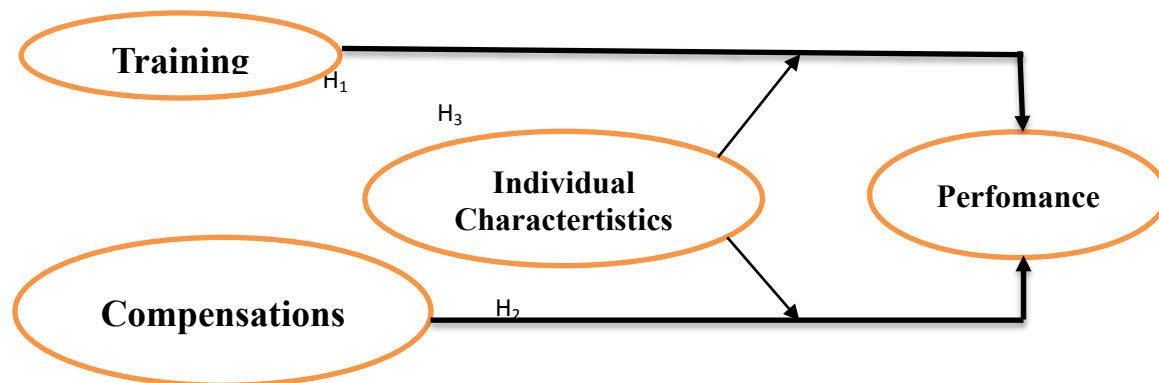 Training
H₁
H₃
Individual
Charactertistics
Perfomance
Compensations
H₂